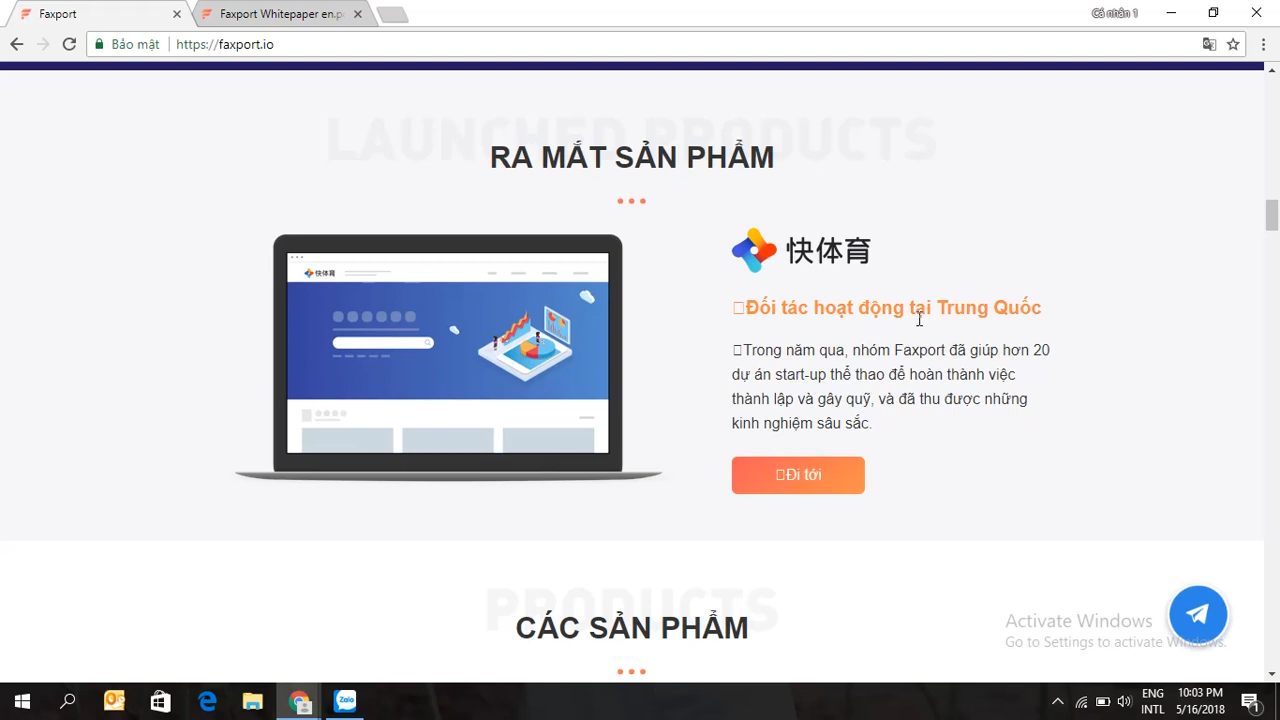 Faxport
Faxport Whitepaper en.p
Cá nhân 1
Bảo mật
https://faxport.io
LAUNCHED PRODUCTS
RA MẮT SẢN PHẨM
快体育
快体育
Đối tác hoạt động tại Trung Quốc
Trong năm qua, nhóm Faxport đã giúp hơn 20
dự án start-up thể thao để hoàn thành việc
thành lập và gây quỹ, và đã thu được những
kinh nghiệm sâu sắc.
Đi tới
PRODUCTS
CÁC SẢN PHẨM
Activate Windows
Go to Settings to activate Windows.
Zalo
ENG
INTL
10:03 PM
5/16/2018
1